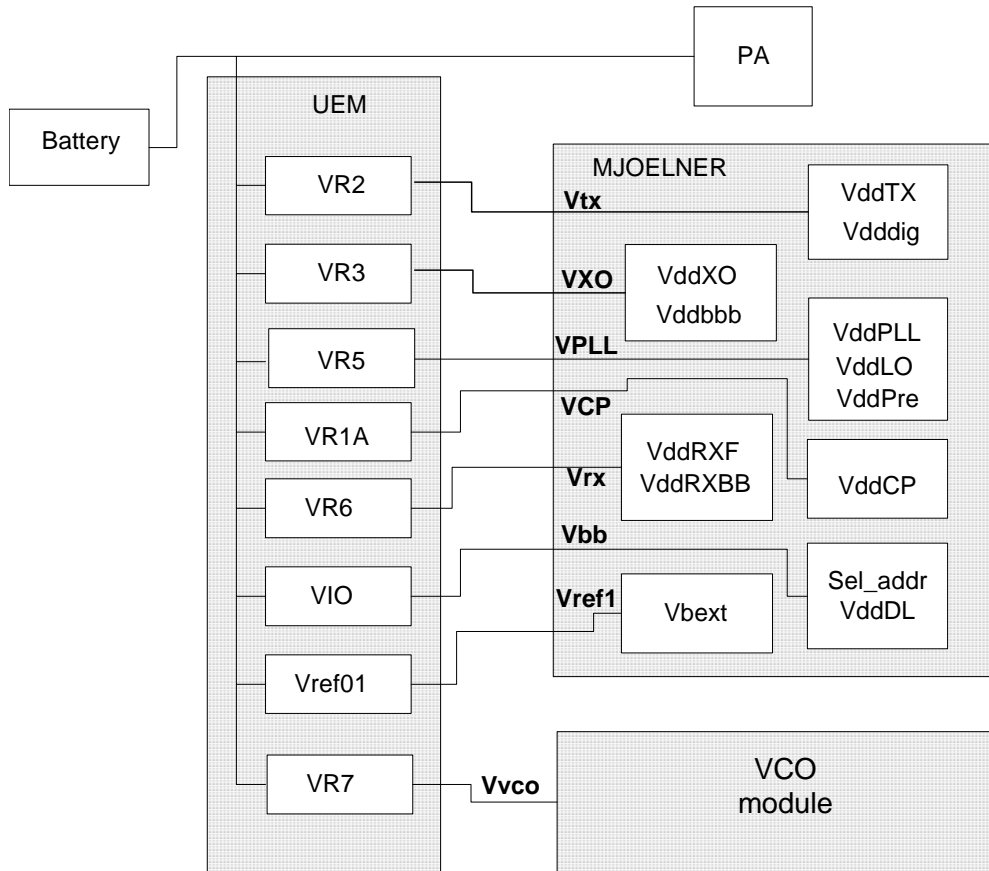 PA
UEM
Battery
MJOELNER
VR2
Vtx
VddTX
Vdddig
VR3
VXO
VddXO
Vddbbb
VR5
VPLL
VddPLL
VddLO
VddPre
VR1A
VCP
VddRXF
VddRXBB
VR6
Vrx
VddCP
Vbb
VIO
Sel_addr
VddDL
Vref1
Vbext
Vref01
VR7
Vvco
VCO
module